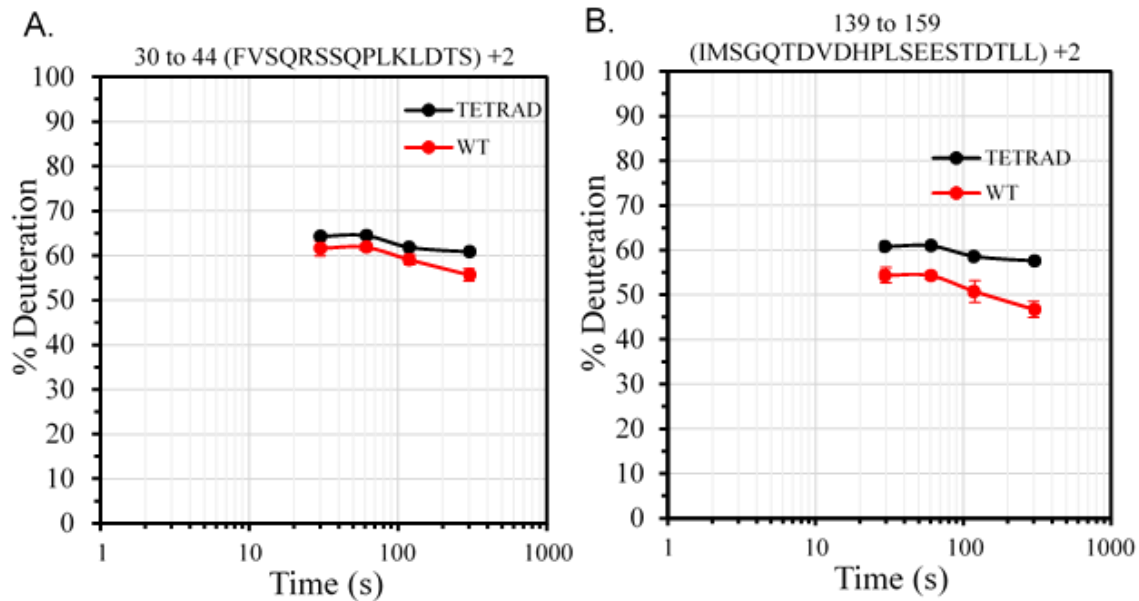 A.
30 to 44 (FVSQRSSQPLKLDTS) +2
100
90
80
70
60
50
40
30
20
10
0
% Deuteration
TETRAD
WT
1
10
100
1000
Time (s)
B.
139 to 159
(IMSGQTDVDHPLSEESTDTLL) +2
100
90
80
70
60
50
40
30
20
10
0
% Deuteration
TETRAD
WT
1
10
100
1000
Time (s)